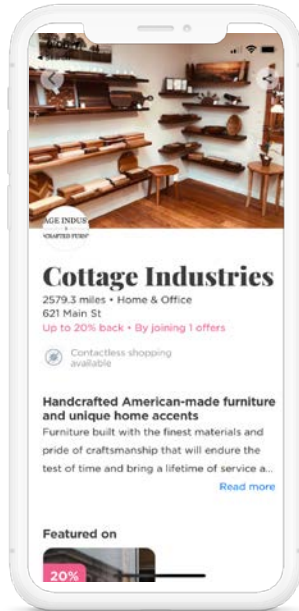 AGE INDUS
Cottage Industries
2579.3 miles • Home & Office
621 Main St
Up to 20% back • By joining 1 offers
Contactless shopping
available
Handcrafted American-made furniture
and unique home accents
Furniture built with the finest materials and
pride of craftsmanship that will endure the
test of time and bring a lifetime of service a...
Read more
Featured on
20%